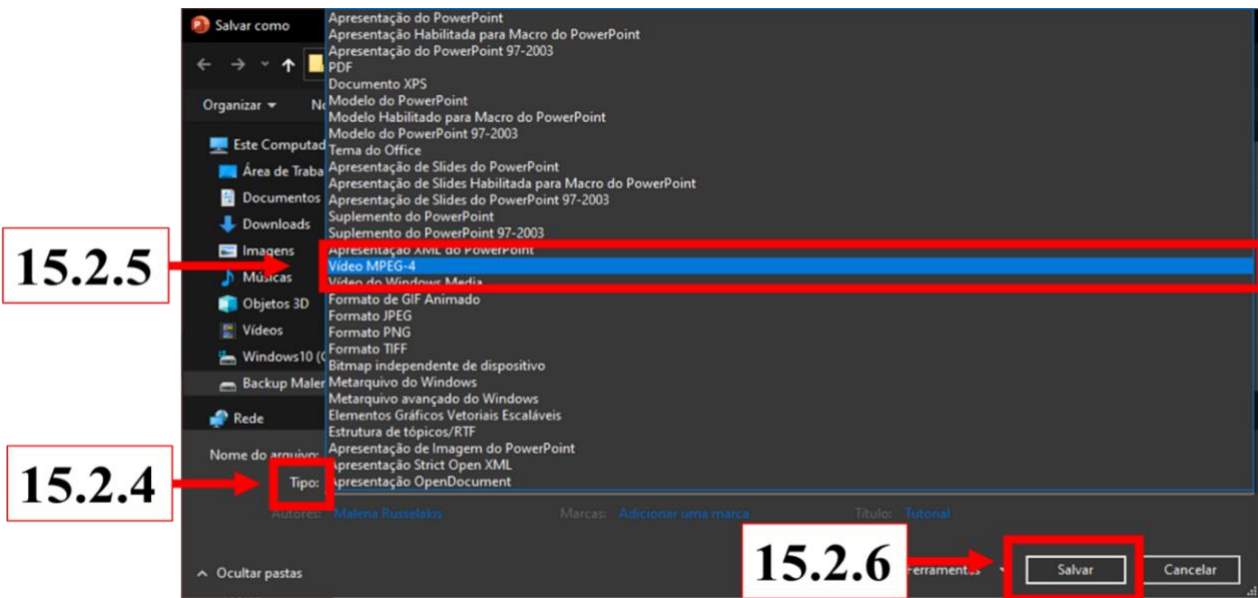 Salvar como
Apresentação do PowerPoint
Apresentação Habilitada para Macro do PowerPoint
Apresentação do PowerPoint 97-2003
PDF
Documento XPS
Modelo do PowerPoint
Modelo Habilitado para Macro do PowerPoint
Modelo do PowerPoint 97-2003
Tema do Office
Apresentação de Slides do PowerPoint
Apresentação de Slides Habilitada para Macro do PowerPoint
Apresentação de Slides do PowerPoint 97-2003
Suplemento do PowerPoint
Suplemento do PowerPoint 97-2003
Apresentação XML do PowerPoint
Vídeo MPEG-4
Vídeo do Windows Media
Formato de GIF Animado
Formato JPEG
Formato PNG
Formato TIFF
Bitmap independente de dispositivo
Metarquivo do Windows
Metarquivo avançado do Windows
Elementos Gráficos Vetoriais Escaláveis
Estrutura de tópicos/RTF
Apresentação de Imagem do PowerPoint
Apresentação Strict Open XML
Apresentação OpenDocument
Organizar
Este Computad
Área de Traba
Documentos
Downloads
Imagens
Músicas
Objetos 3D
Vídeos
Windows10 (
Backup Maler
Rede
15.2.5
Nome do arquivo:
15.2.4
Tipo:
Autores: Malena Russelakis Marcas: Adicionar uma marca Título: Tutorial
15.2.6
Ocultar pastas
Ferramentas Salvar Cancelar